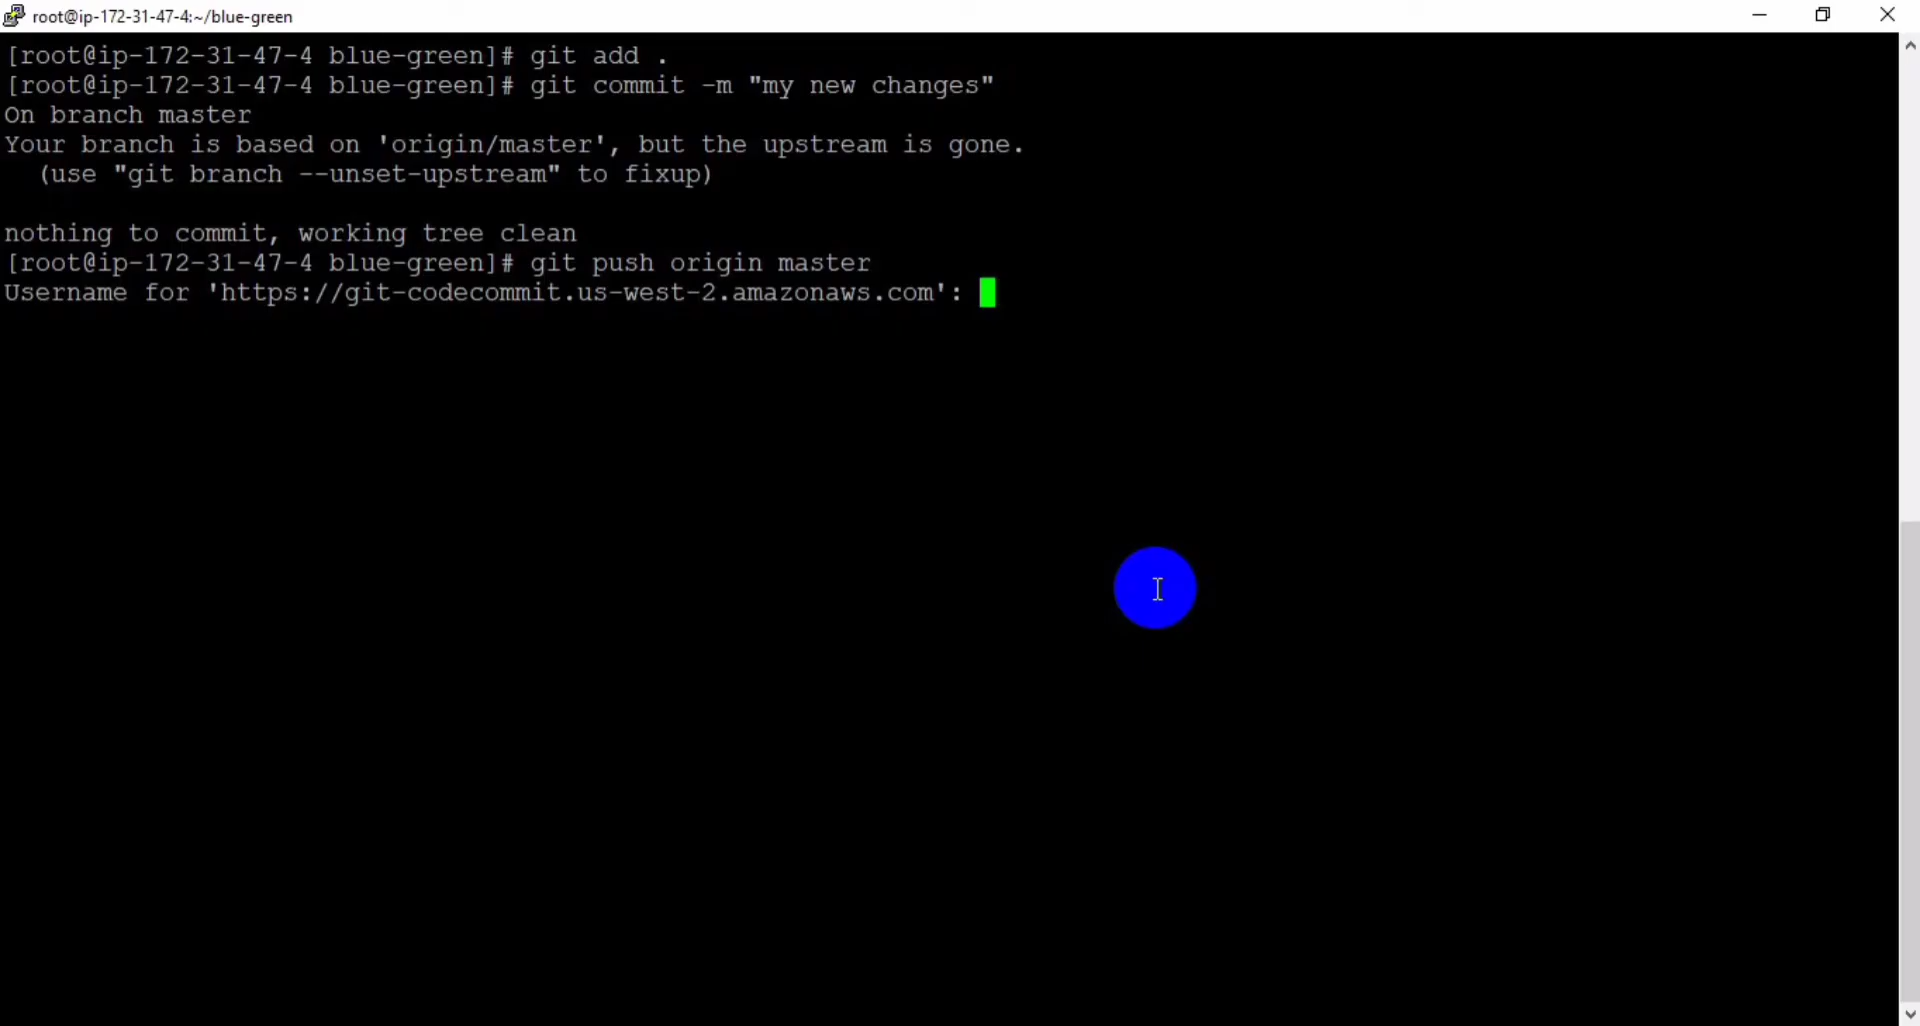 root@ip-172-31-47-4:~/blue-green
[root@ip-172-31-47-4 blue-green]# git add .
[root@ip-172-31-47-4 blue-green]# git commit -m "my new changes"
On branch master
Your branch is based on 'origin/master', but the upstream is gone.
  (use "git branch --unset-upstream" to fixup)
nothing to commit, working tree clean
[root@ip-172-31-47-4 blue-green]# git push origin master
Username for 'https://git-codecommit.us-west-2.amazonaws.com':